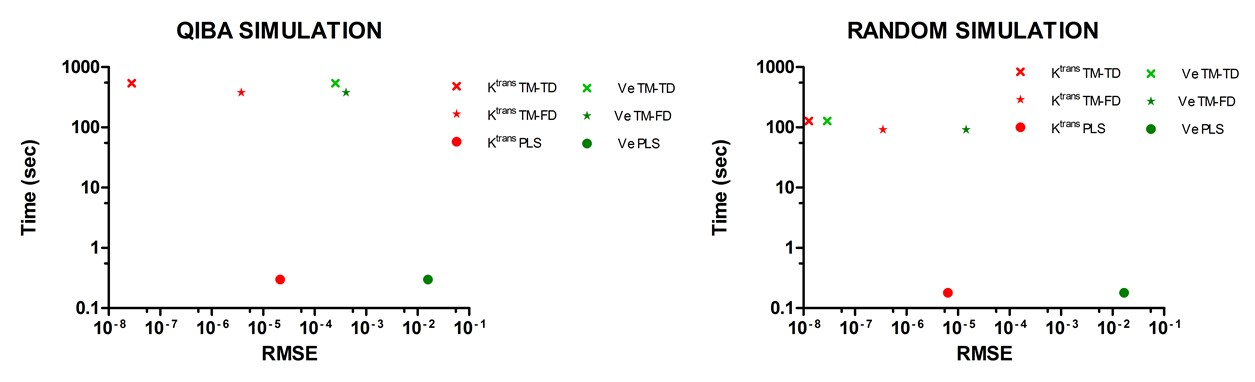 QIBA SIMULATION
1000
100
10
1
0.1
Time (sec)
10-8 10-7 10-6 10-5 10-4 10-3 10-2 10-1
RMSE
Ktrans TM-TD Ve TM-TD
Ktrans TM-FD Ve TM-FD
Ktrans PLS Ve PLS
RANDOM SIMULATION
1000
100
10
1
0.1
Time (sec)
10-8 10-7 10-6 10-5 10-4 10-3 10-2 10-1
RMSE
Ktrans TM-TD Ve TM-TD
Ktrans TM-FD Ve TM-FD
Ktrans PLS Ve PLS